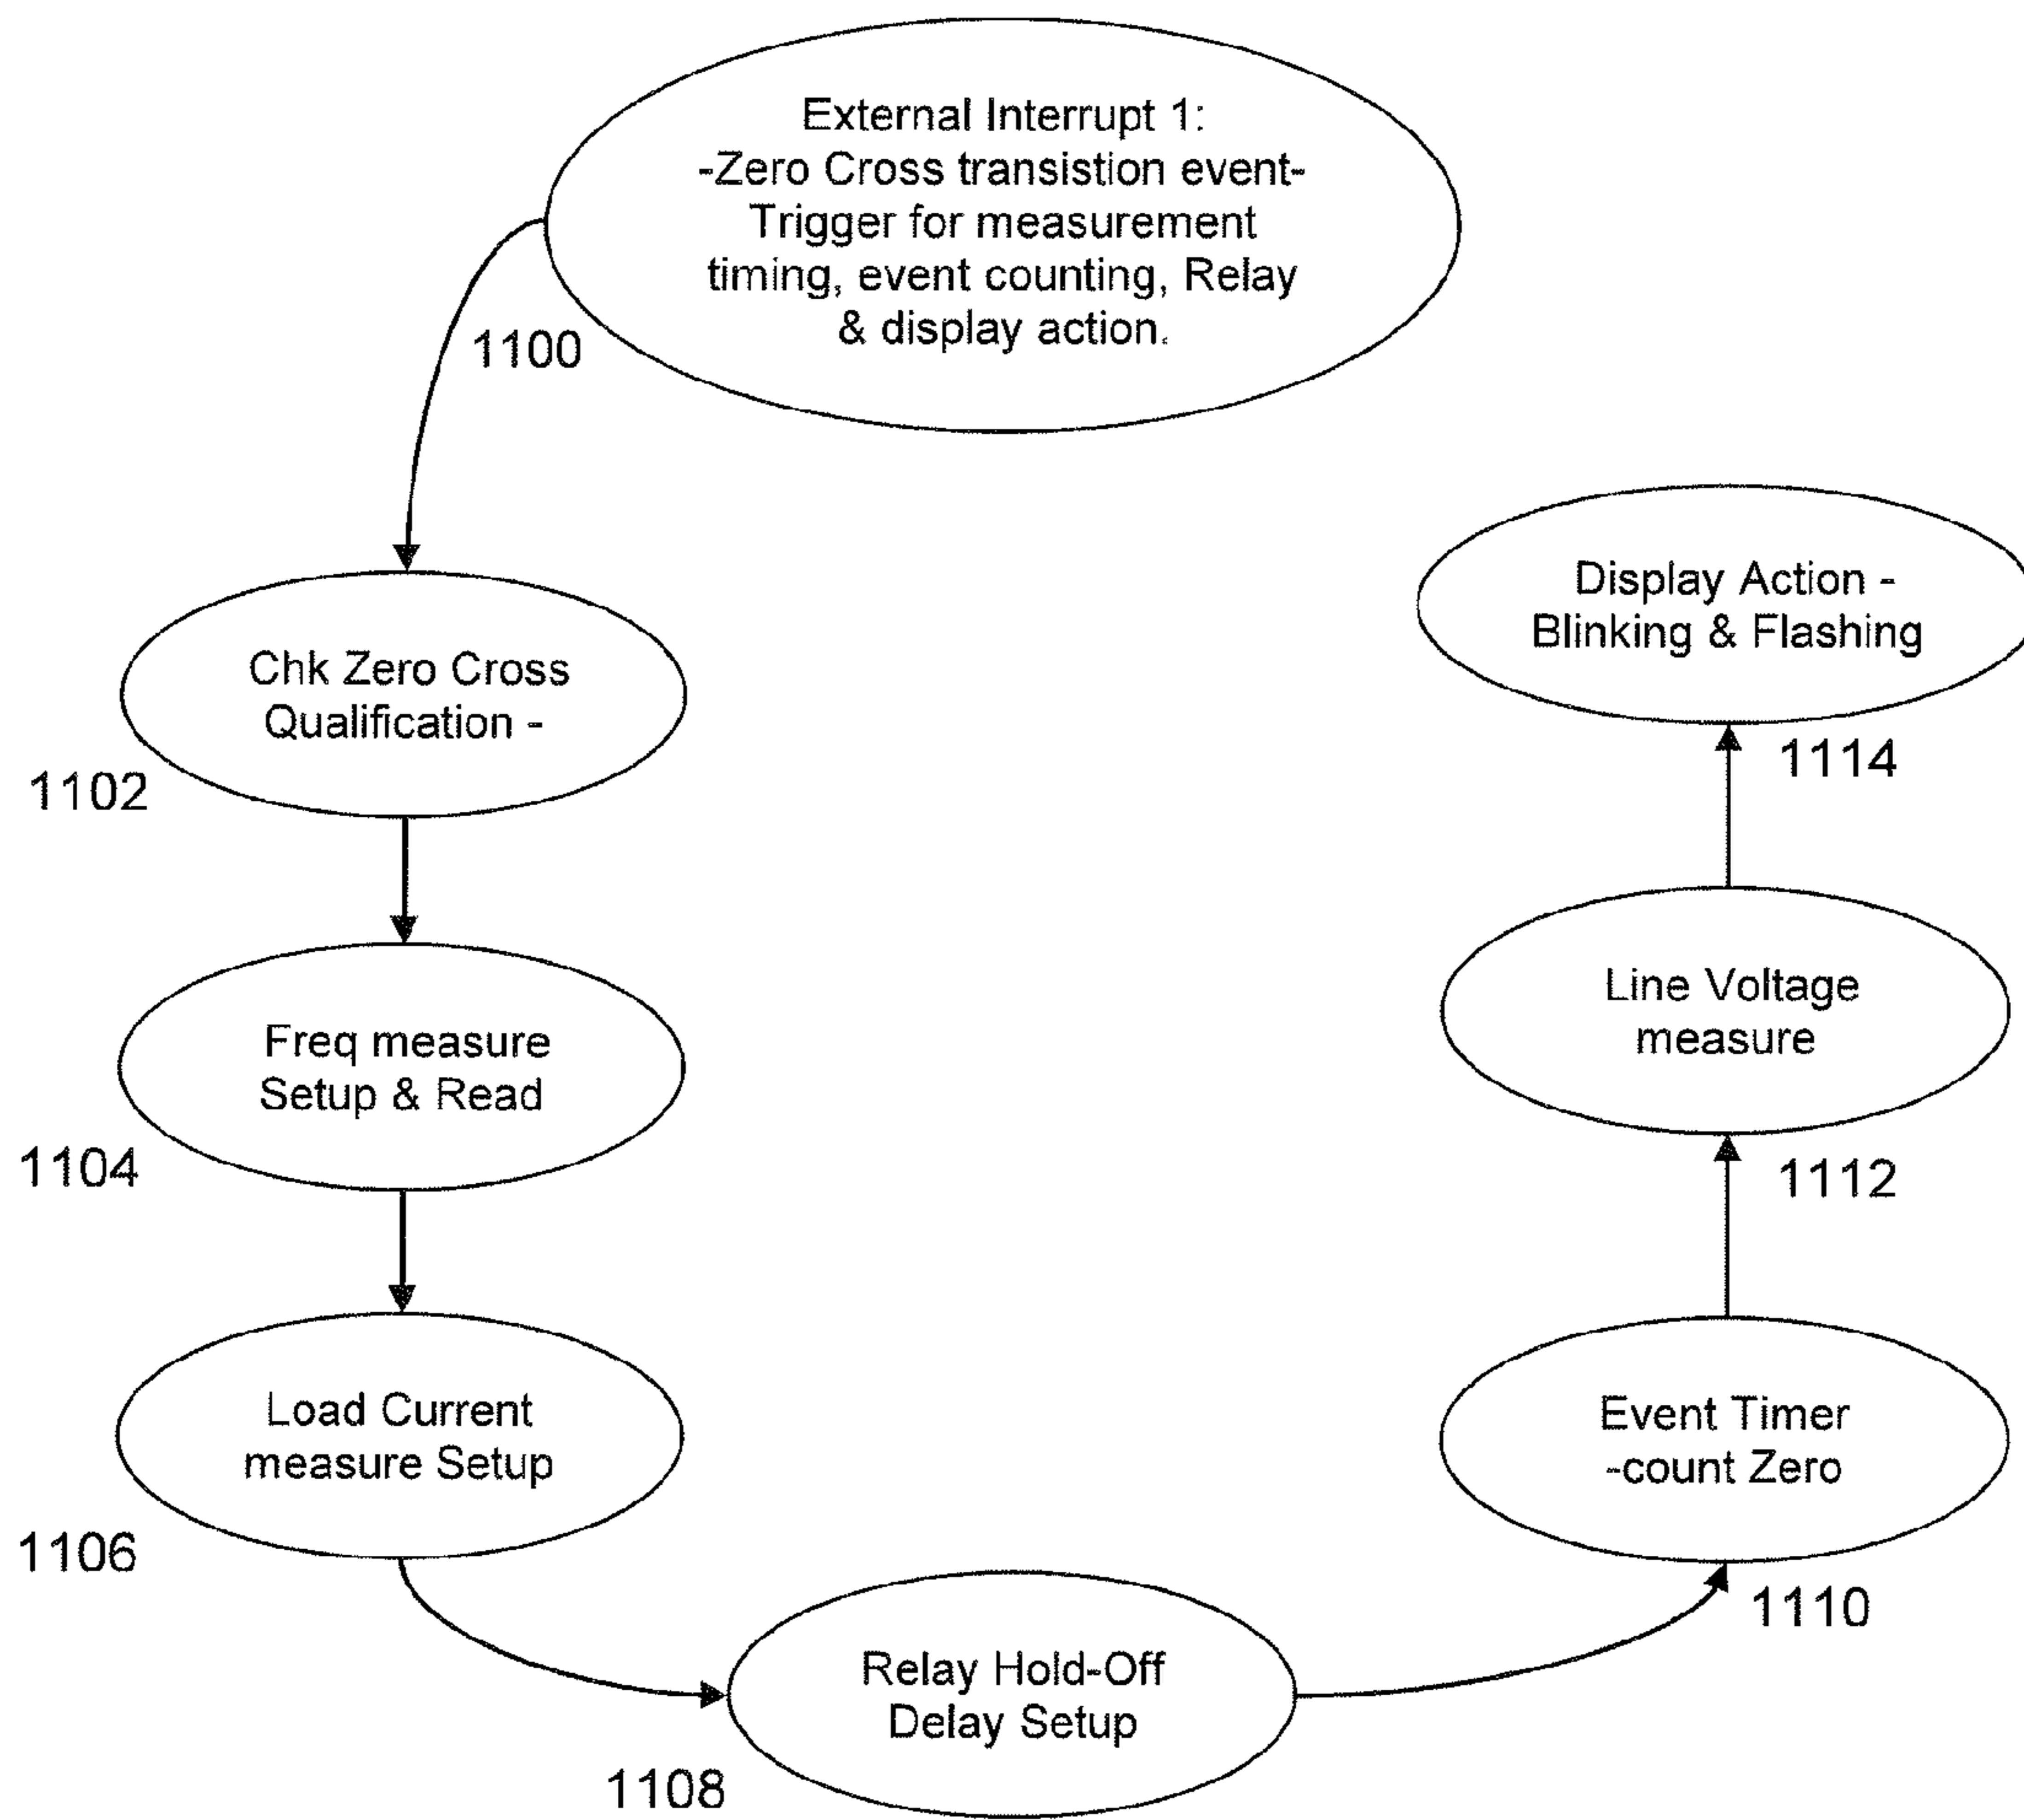 External Interrupt 1:
-Zero Cross transistion event-
Trigger for measurement
timing, event counting, Relay
& display action.
1100
Chk Zero Cross
Qualification -
1102
Freq measure
Setup & Read
1104
Load Current
measure Setup
1106
Relay Hold-Off
Delay Setup
1108
Event Timer
-count Zero
1110
Line Voltage
measure
1112
Display Action -
Blinking & Flashing
1114